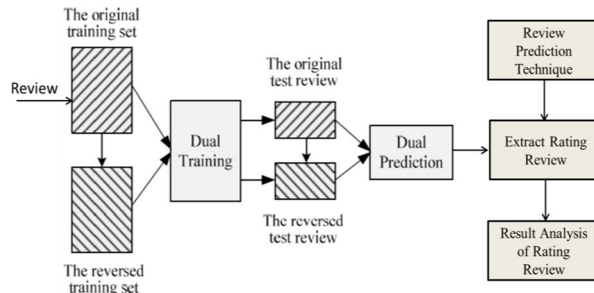 The original
training set
Review
The reversed
training set
Dual
Training
The original
test review
The reversed
test review
Dual
Prediction
Review
Prediction
Technique
Extract Rating
Review
Result Analysis
of Rating
Review